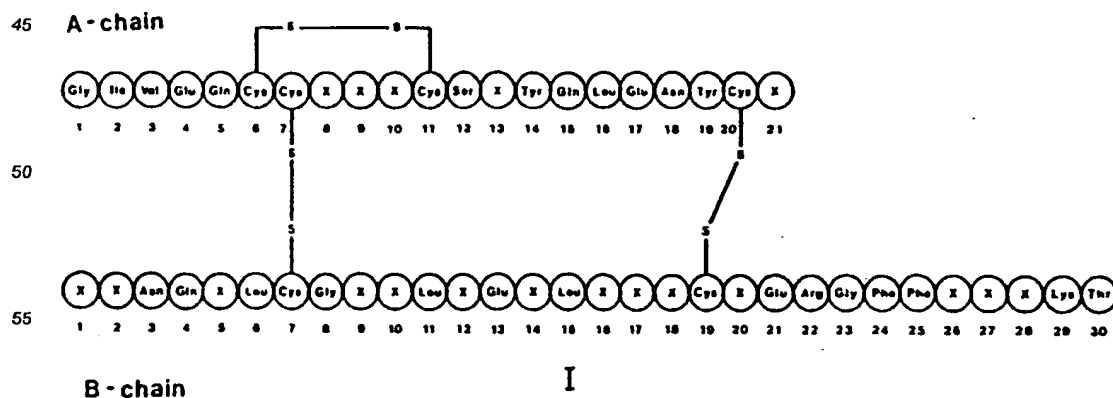 45 A-chain
S S
Gly Ile Val Glu Gln Cys Cys X X X Cys Ser X Tyr Gln Leu Glu Asn Tyr Cys X
1 2 3 4 5 6 7 8 9 10 11 12 13 14 15 16 17 18 19 20 21
50 S S
S S
X X Asn Gln X Leu Cys Gly X X Leu X Glu X Leu X X X Cys X Glu Arg Gly Phe Phe X X X Lys Thr
55 1 2 3 4 5 6 7 8 9 10 11 12 13 14 15 16 17 18 19 20 21 22 23 24 25 26 27 28 29 30
B-chain I